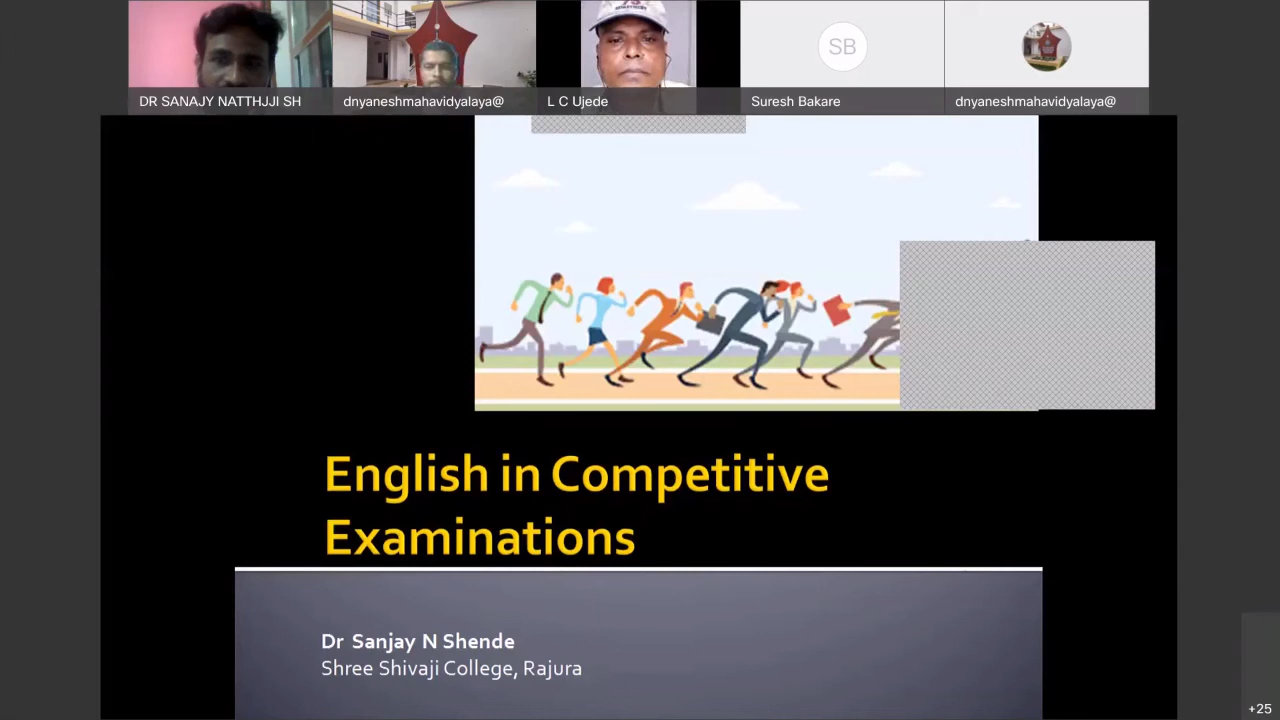 DR SANAJY NATTHJJI SH
dnyaneshmahavidyalaya@
L C Ujede
SB
Suresh Bakare
dnyaneshmahavidyalaya@
English in Competitive
Examinations
Dr Sanjay N Shende
Shree Shivaji College, Rajura
+25